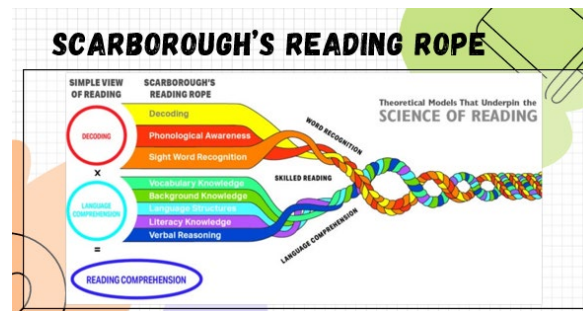 SCARBOROUGH'S READING ROPE
SIMPLE VIEW
OF READING
SCARBOROUGH'S
READING ROPE
Theoretical Models That Underpin the
SCIENCE OF READING
DECODING
x
LANGUAGE
COMPREHENSION
=
READING COMPREHENSION
Decoding
Phonological Awareness
Sight Word Recognition
Vocabulary Knowledge
Background Knowledge
Language Structures
Literacy Knowledge
Verbal Reasoning
WORD RECOGNITION
SKILLED READING
LANGUAGE COMPREHENSION